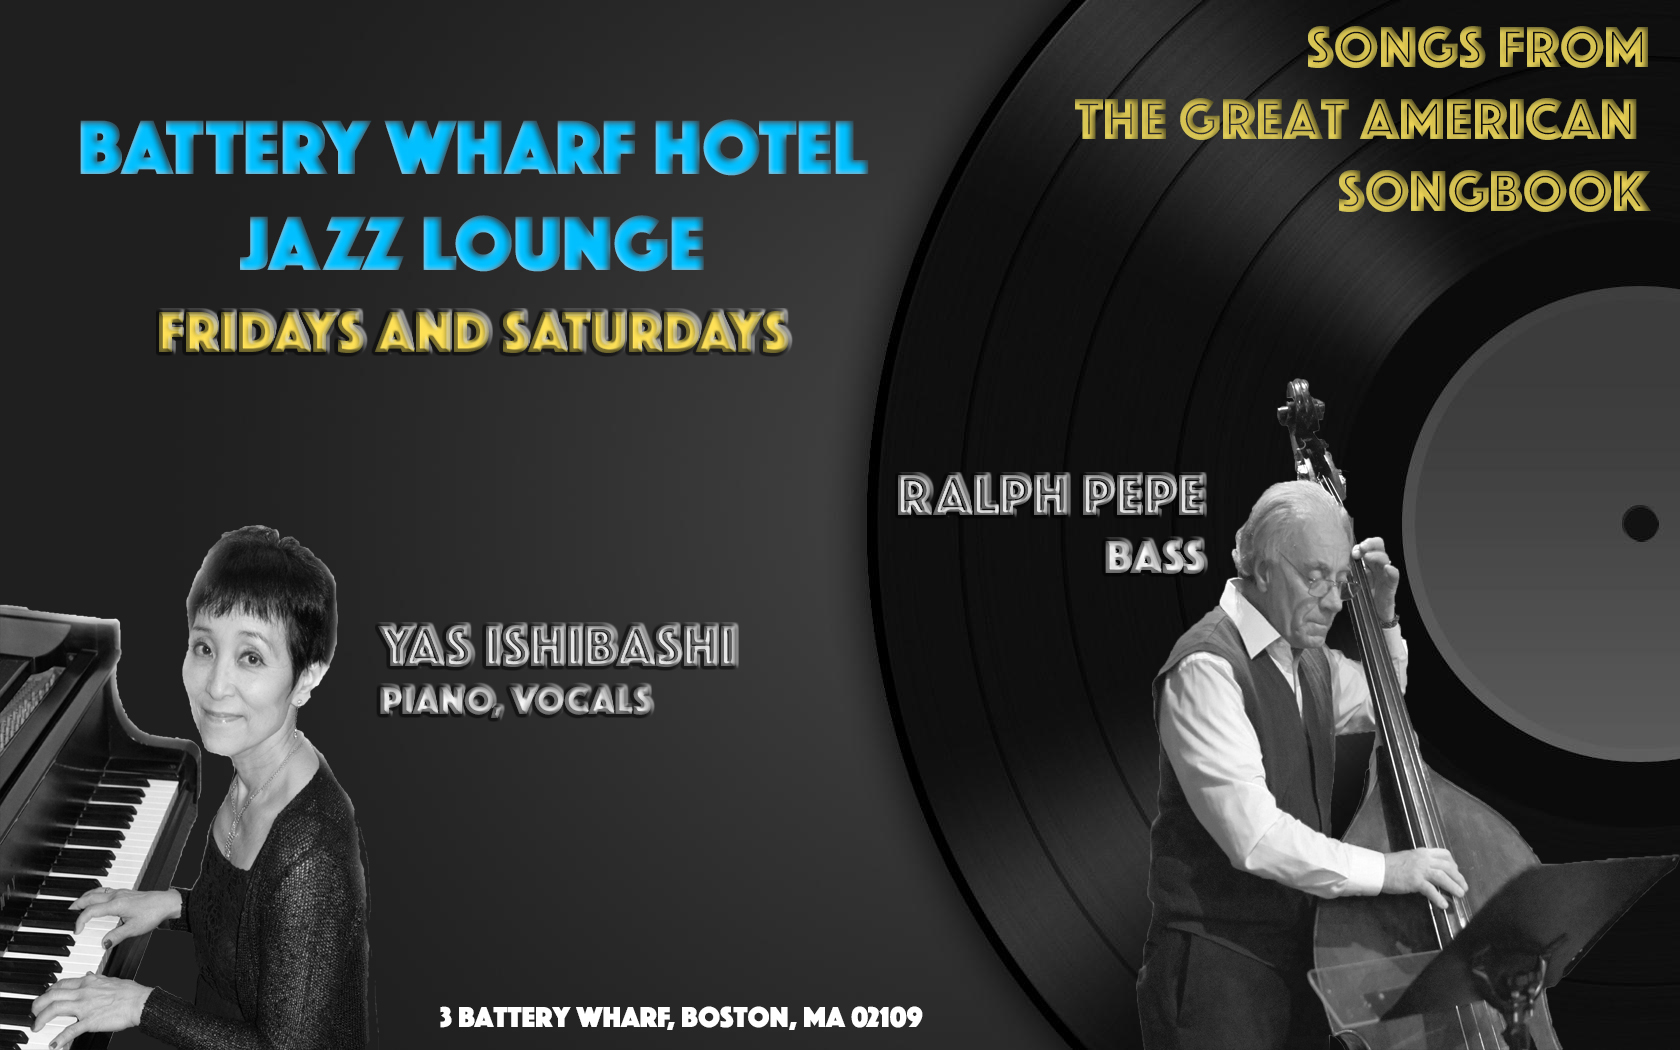 BATTERY WHARF HOTEL
JAZZ LOUNGE
FRIDAYS AND SATURDAYS
SONGS FROM
THE GREAT AMERICAN
SONGBOOK
RALPH PEPE
BASS
YAS ISHIBASHI
PIANO, VOCALS
3 BATTERY WHARF, BOSTON, MA 02109